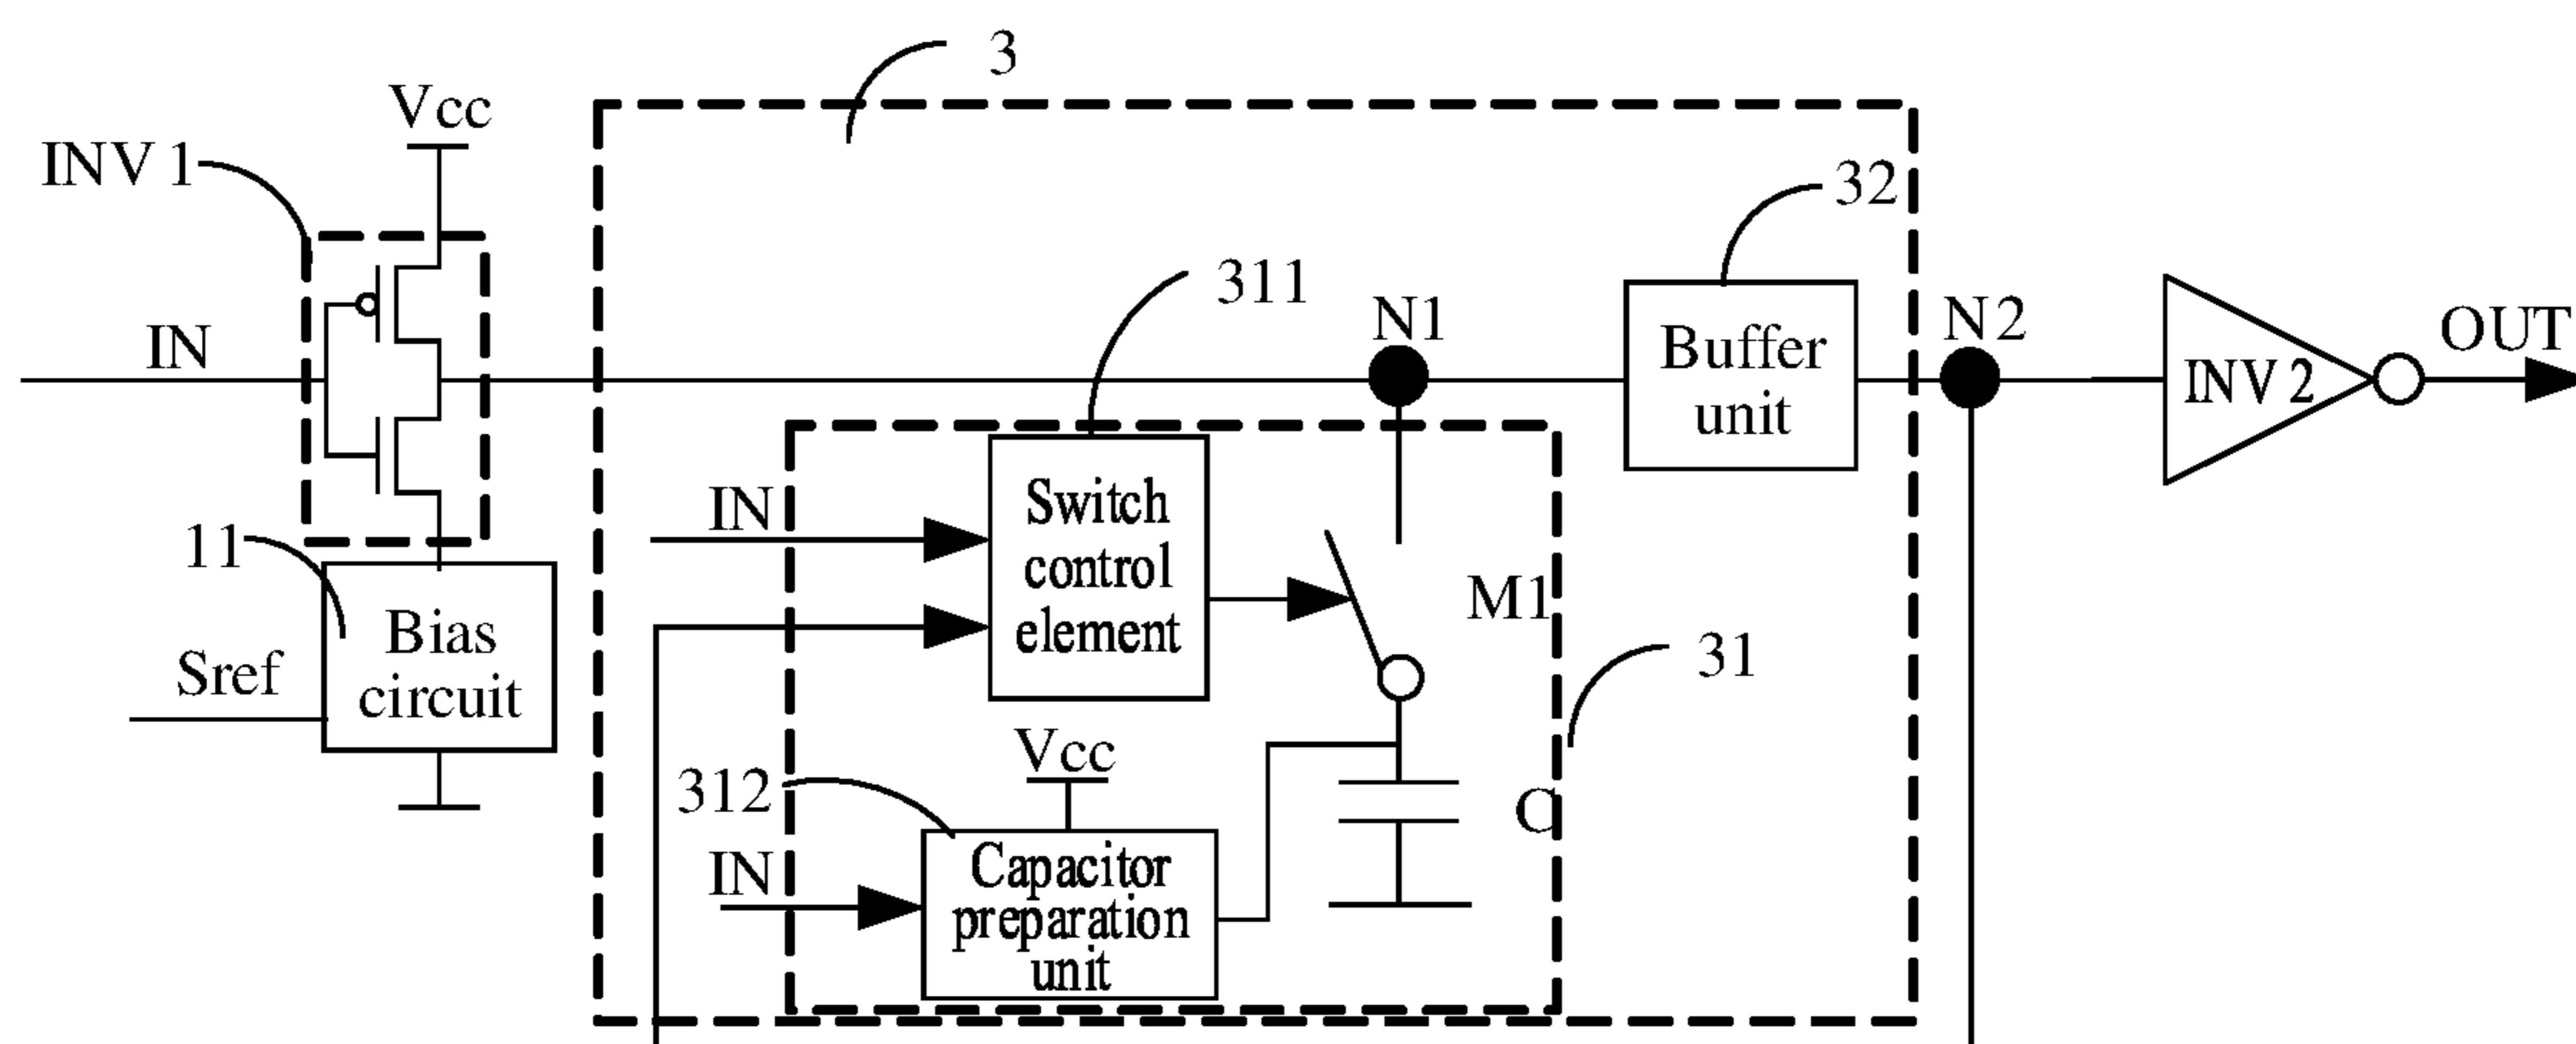 3
Vcc
INV 1
32
311
IN
N1
N2
OUT
Buffer
unit
INV 2
IN
Switch
control
element
11
M1
Bias
circuit
Sref
31
Vcc
312
C
IN
Capacitor
preparation
unit